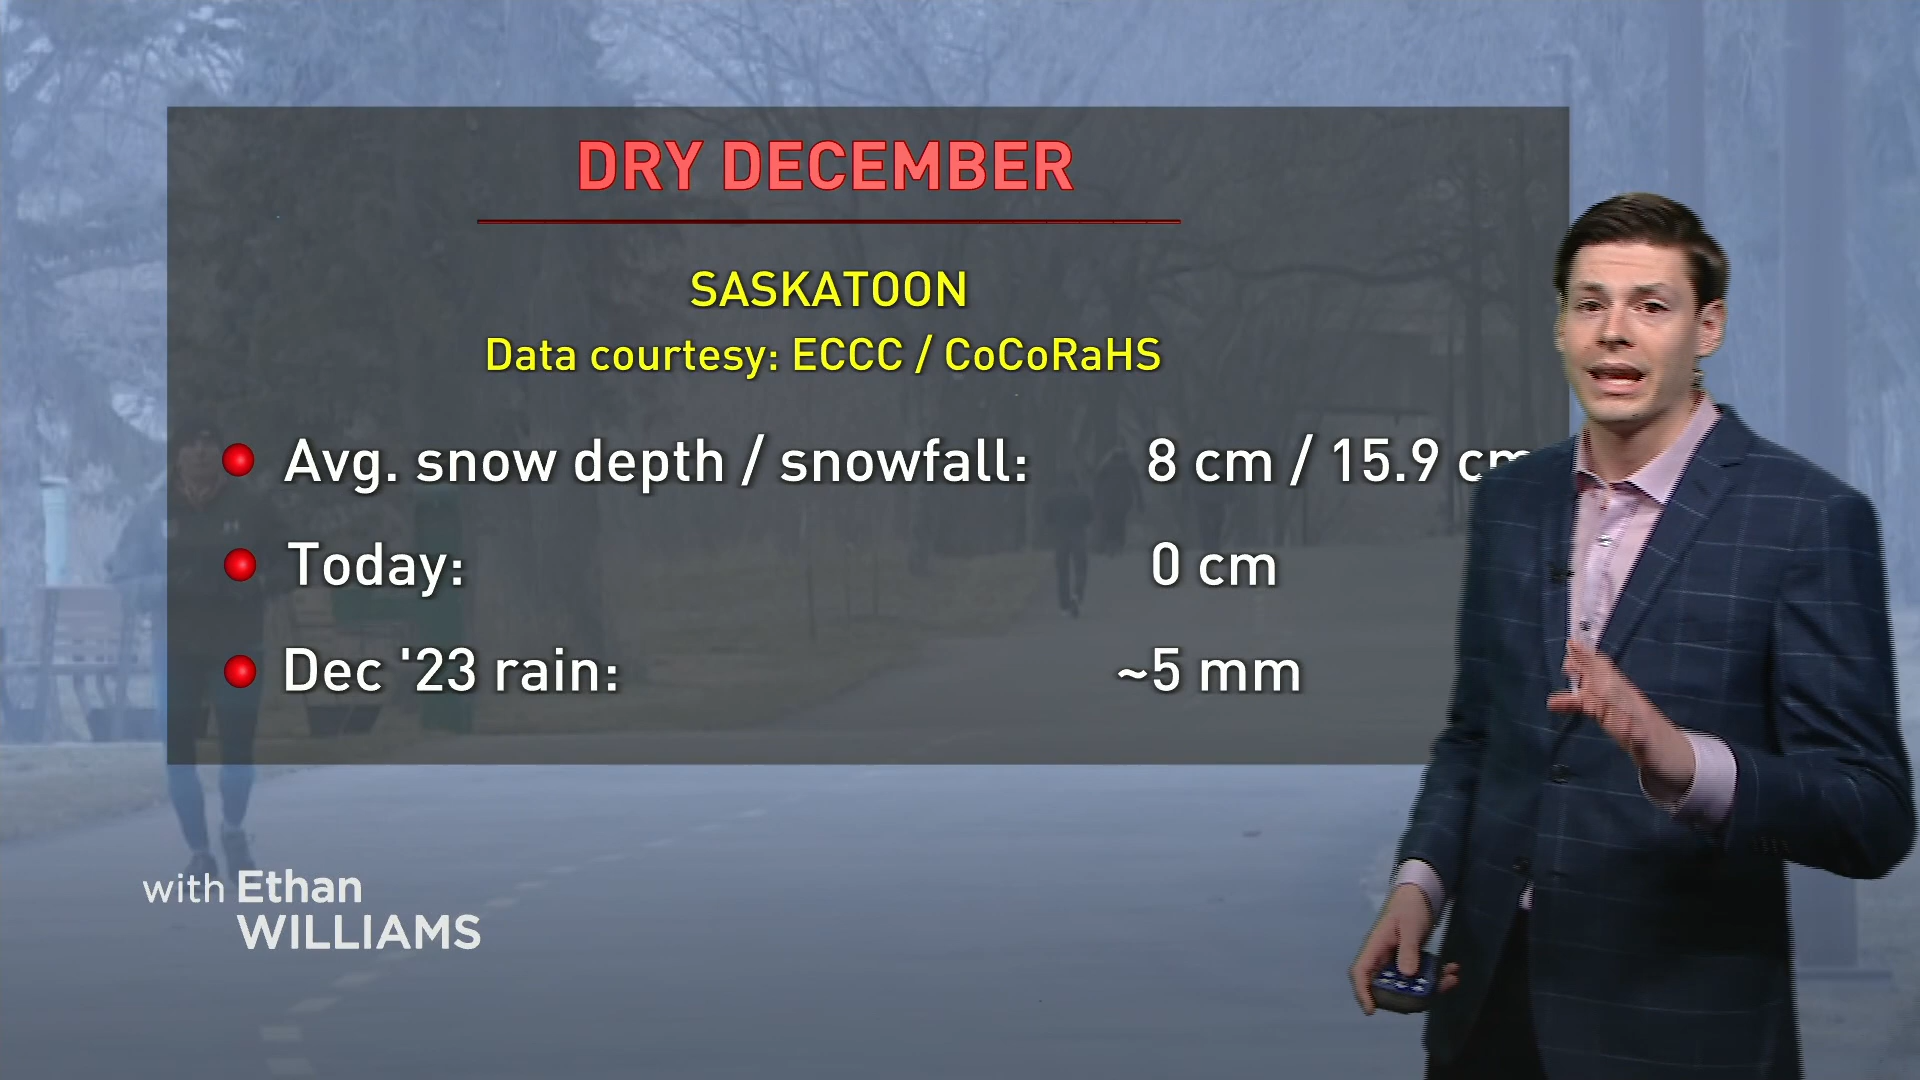 DRY DECEMBER
SASKATOON
Data courtesy: ECCC / CoCoRaHS
Avg. snow depth / snowfall: 8 cm / 15.9 cm
Today: 0 cm
Dec '23 rain: ~5 mm
with Ethan
WILLIAMS